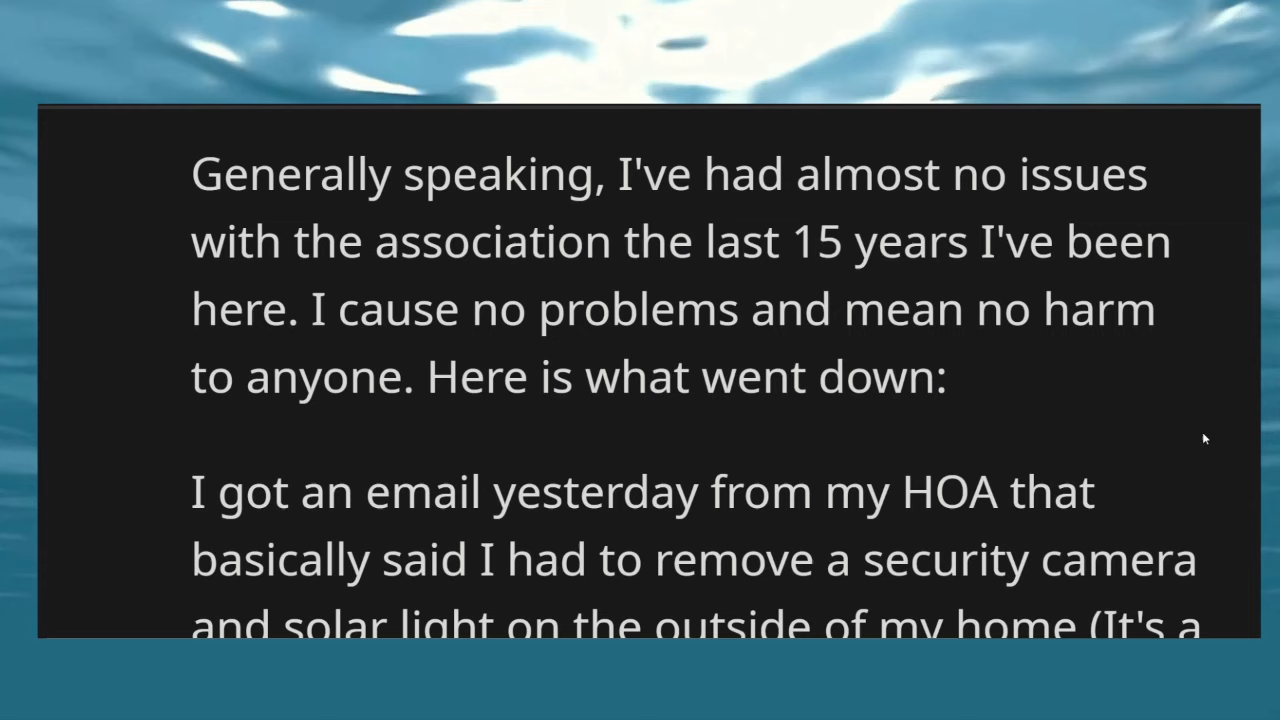 Generally speaking, I've had almost no issues
with the association the last 15 years I've been
here. I cause no problems and mean no harm
to anyone. Here is what went down:
I got an email yesterday from my HOA that
basically said I had to remove a security camera
and solar light on the outside of my home (It's a